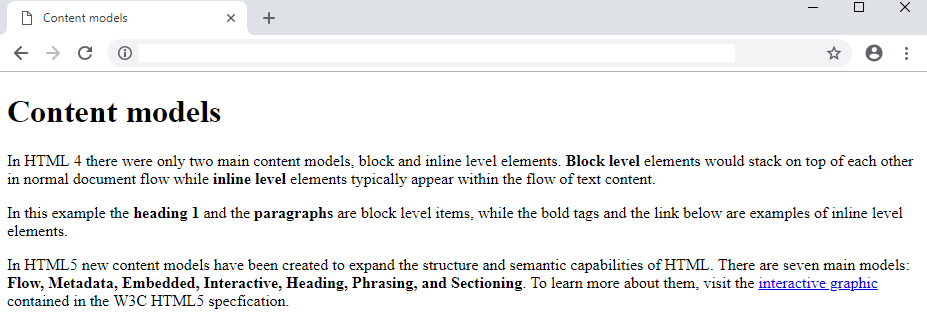 Content models
Content models
In HTML 4 there were only two main content models, block and inline level elements. Block level elements would stack on top of each other
in normal document flow while inline level elements typically appear within the flow of text content.
In this example the heading 1 and the paragraphs are block level items, while the bold tags and the link below are examples of inline level
elements.
In HTML5 new content models have been created to expand the structure and semantic capabilities of HTML. There are seven main models:
Flow, Metadata, Embedded, Interactive, Heading, Phrasing, and Sectioning. To learn more about them, visit the interactive graphic
contained in the W3C HTML5 specfication.